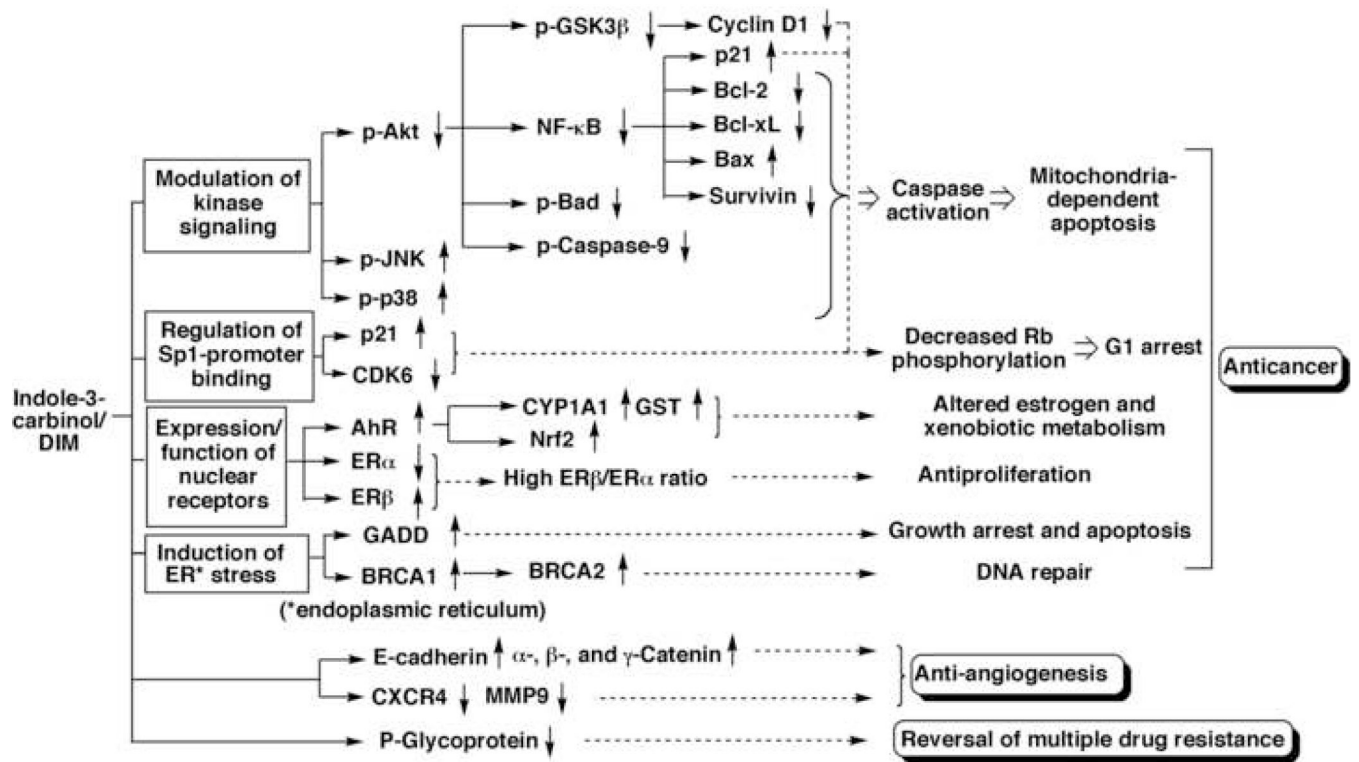 p-GSK3β ↓ Cyclin D1 ↓
p21 ↑
Bcl-2 ↓
p-Akt ↓ NF-κB ↓ Bcl-xL ↓
Bax ↑
Modulation of
kinase
signaling
p-Bad ↓ Survivin ↓
Caspase
activation
Mitochondria-
dependent
apoptosis
p-Caspase-9 ↓
p-JNK ↑
p-p38 ↑
Regulation of
Sp1-promoter
binding
p21 ↑
CDK6 ↓
Decreased Rb
phosphorylation
G1 arrest
Anticancer
Indole-3-
carbinol/
DIM
Expression/
function of
nuclear
receptors
AhR ↑ CYP1A1 ↑ GST ↑
Nrf2 ↑
Altered estrogen and
xenobiotic metabolism
ERα ↓
ERβ ↑
High ERβ/ERα ratio
Antiproliferation
Induction of
ER* stress
GADD ↑
Growth arrest and apoptosis
BRCA1 ↑ BRCA2 ↑
DNA repair
(*endoplasmic reticulum)
E-cadherin ↑ α-, β-, and γ-Catenin ↑
CXCR4 ↓ MMP9 ↓
Anti-angiogenesis
P-Glycoprotein ↓
Reversal of multiple drug resistance